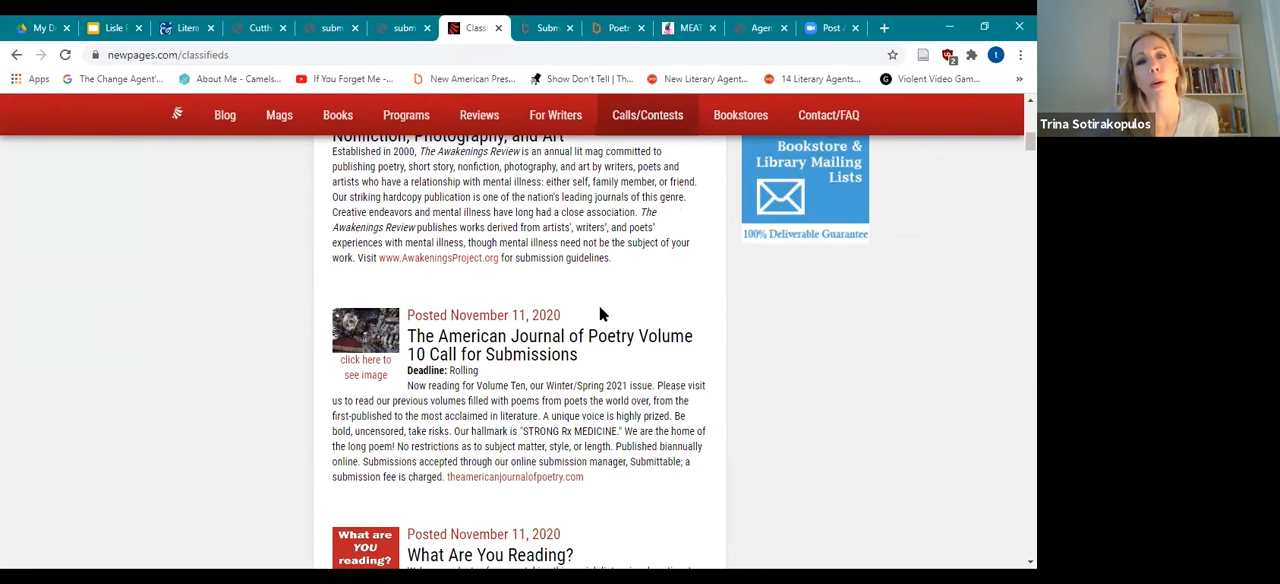 My D
Lisle F
Litera
Cutth
subm
subm
Classi
Subm
Poetr
MEAT
Agen
Post A
newpages.com/classifieds
2
t
Apps
The Change Agent'...
About Me - Camels...
If You Forget Me -...
New American Pres...
Show Don't Tell | Th...
New Literary Agent...
14 Literary Agents...
Violent Video Gam...
Blog
Mags
Books
Programs
Reviews
For Writers
Calls/Contests
Bookstores
Contact/FAQ
Trina Sotirakopulos
Nonfiction, Photography, and Art
Established in 2000, The Awakenings Review is an annual lit mag committed to
publishing poetry, short story, nonfiction, photography, and art by writers, poets and
artists who have a relationship with mental illness: either self, family member, or friend.
Our striking hardcopy publication is one of the nation's leading journals of this genre.
Creative endeavors and mental illness have long had a close association. The
Awakenings Review publishes works derived from artists', writers', and poets'
experiences with mental illness, though mental illness need not be the subject of your
work. Visit www.AwakeningsProject.org for submission guidelines.
Bookstore &
Library Mailing
Lists
100% Deliverable Guarantee
click here to
see image
Posted November 11, 2020
The American Journal of Poetry Volume
10 Call for Submissions
Deadline: Rolling
Now reading for Volume Ten, our Winter/Spring 2021 issue. Please visit
us to read our previous volumes filled with poems from poets the world over, from the
first-published to the most acclaimed in literature. A unique voice is highly prized. Be
bold, uncensored, take risks. Our hallmark is "STRONG Rx MEDICINE." We are the home of
the long poem! No restrictions as to subject matter, style, or length. Published biannually
online. Submissions accepted through our online submission manager, Submittable; a
submission fee is charged. theamericanjournalofpoetry.com
What are
YOU
reading?
Posted November 11, 2020
What Are You Reading?